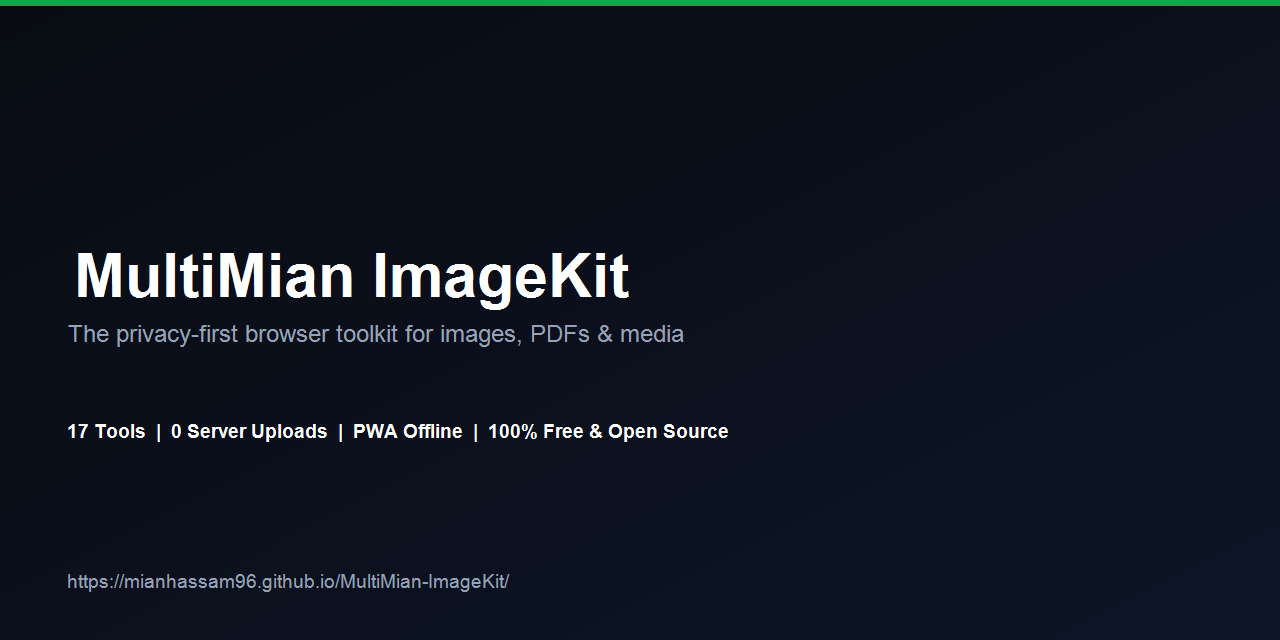 MultiMian ImageKit
The privacy-first browser toolkit for images, PDFs & media
17 Tools | 0 Server Uploads | PWA Offline | 100% Free & Open Source
https://mianhassam96.github.io/MultiMian-ImageKit/